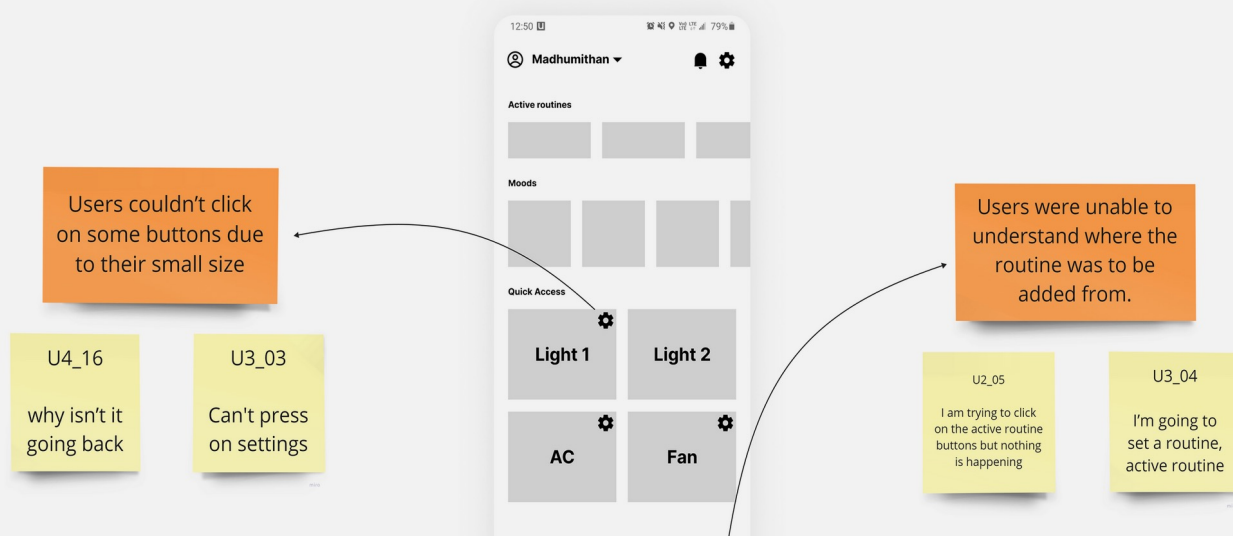 12:50
79%
Madhumithan
Active routines
Moods
Quick Access
Light 1
Light 2
AC
Fan
Users couldn't click
on some buttons due
to their small size
U4_16
why isn't it
going back
U3_03
Can't press
on settings
Users were unable to
understand where the
routine was to be
added from.
U2_05
I am trying to click
on the active routine
buttons but nothing
is happening
U3_04
I'm going to
set a routine,
active routine